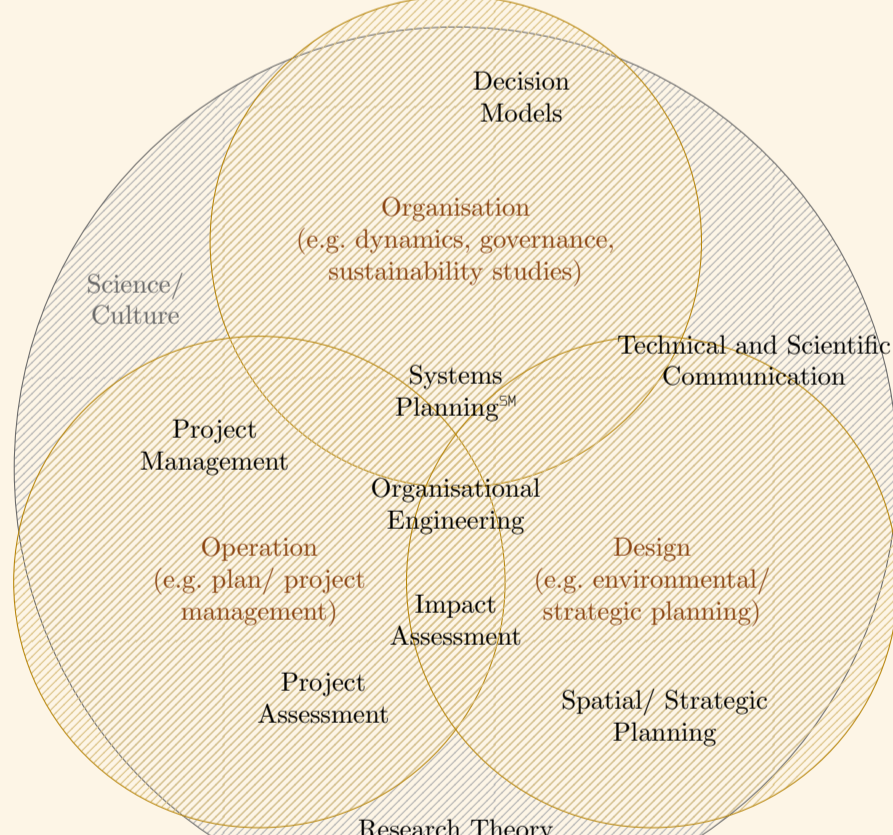 Decision
Models
Organisation
(e.g. dynamics, governance,
sustainability studies)
Science/
Culture
Technical and Scientific
Communication
Systems
Planning℠
Project
Management
Organisational
Engineering
Operation
(e.g. plan/ project
management)
Design
(e.g. environmental/
strategic planning)
Impact
Assessment
Project
Assessment
Spatial/ Strategic
Planning
Research Theory